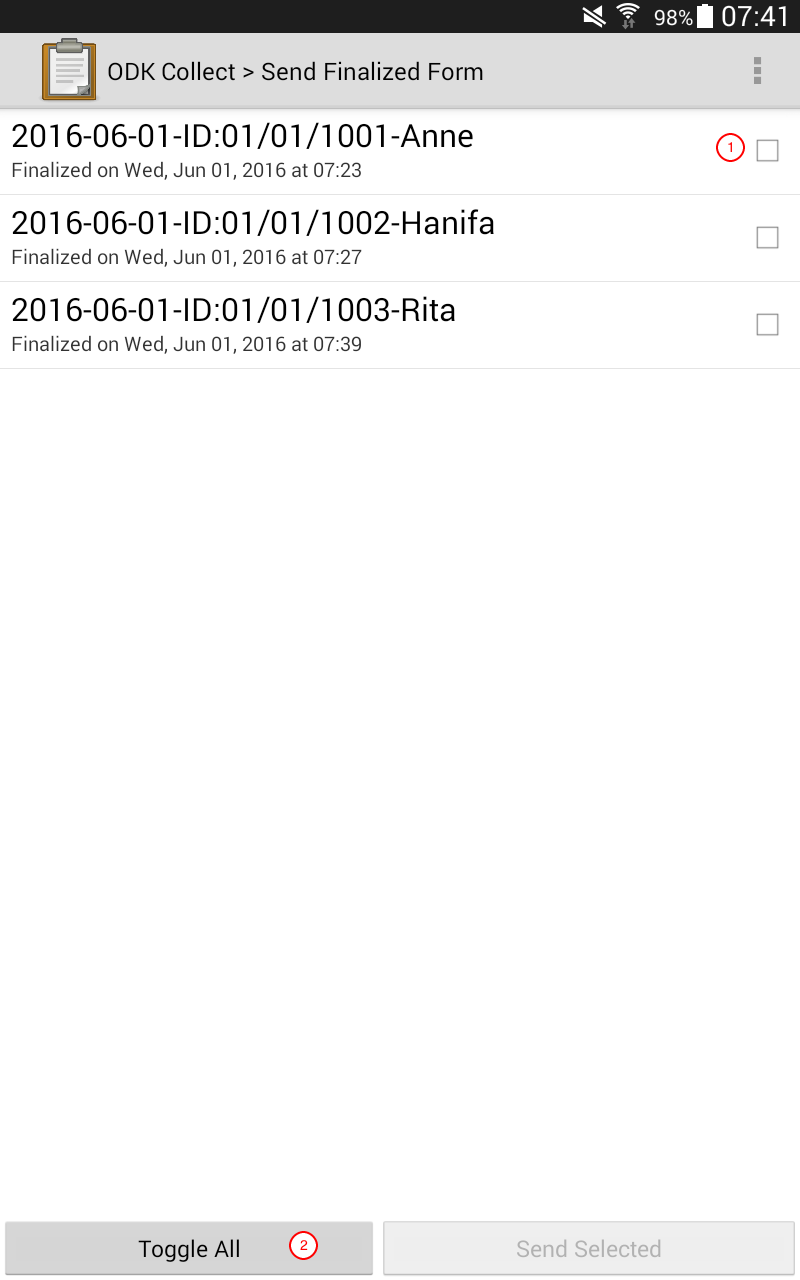 98% 07:41
ODK Collect > Send Finalized Form
2016-06-01-ID:01/01/1001-Anne
Finalized on Wed, Jun 01, 2016 at 07:23
1
2016-06-01-ID:01/01/1002-Hanifa
Finalized on Wed, Jun 01, 2016 at 07:27
2016-06-01-ID:01/01/1003-Rita
Finalized on Wed, Jun 01, 2016 at 07:39
Toggle All 2
Send Selected